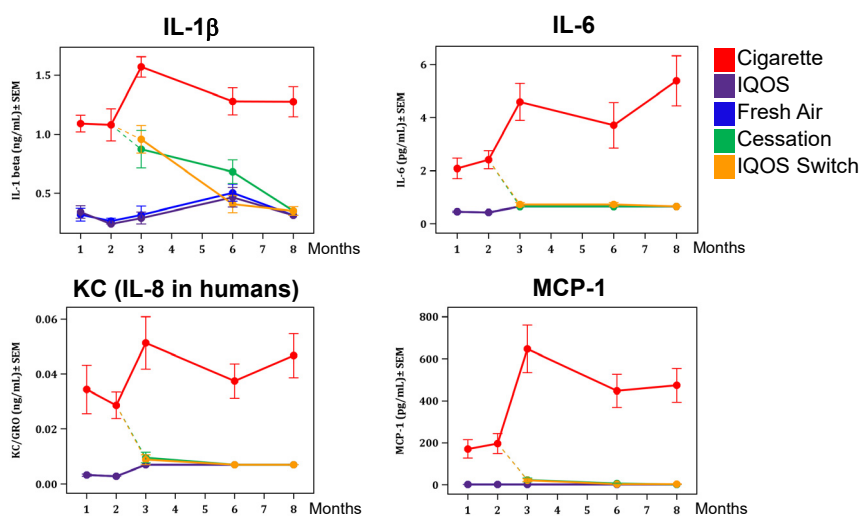 IL-1β
IL-1 beta (ng/mL)± SEM
1.5
1.0
0.5
1 2 3 4 5 6 7 8 Months
IL-6
IL-6 (pg/mL)± SEM
6
4
2
0
1 2 3 4 5 6 7 8 Months
Cigarette
IQOS
Fresh Air
Cessation
IQOS Switch
KC (IL-8 in humans)
KC/GRO (ng/mL)± SEM
0.06
0.04
0.02
0.00
1 2 3 4 5 6 7 8 Months
MCP-1
MCP-1 (pg/mL)± SEM
800
600
400
200
0
1 2 3 4 5 6 7 8 Months